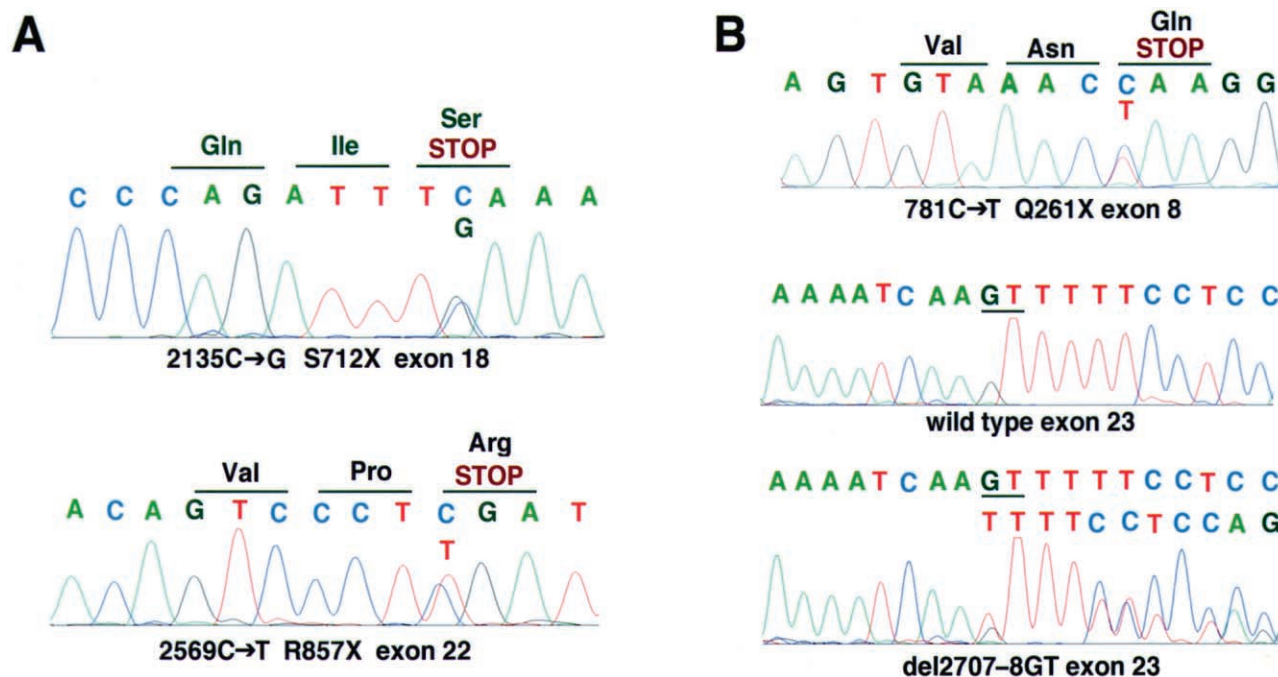 A
Gln Ile Ser
STOP
C C C A G A T T T C A A A
G
2135C→G S712X exon 18
Val Pro Arg
STOP
A C A G T C C C T C G A T
T
2569C→T R857X exon 22
B
Val Asn Gln
STOP
A G T G T A A A C C A A G G
T
781C→T Q261X exon 8
A A A A T C A A G T T T T T C C T C C
wild type exon 23
A A A A T C A A G T T T T T C C T C C
T T T T C C T C C A G
del2707–8GT exon 23